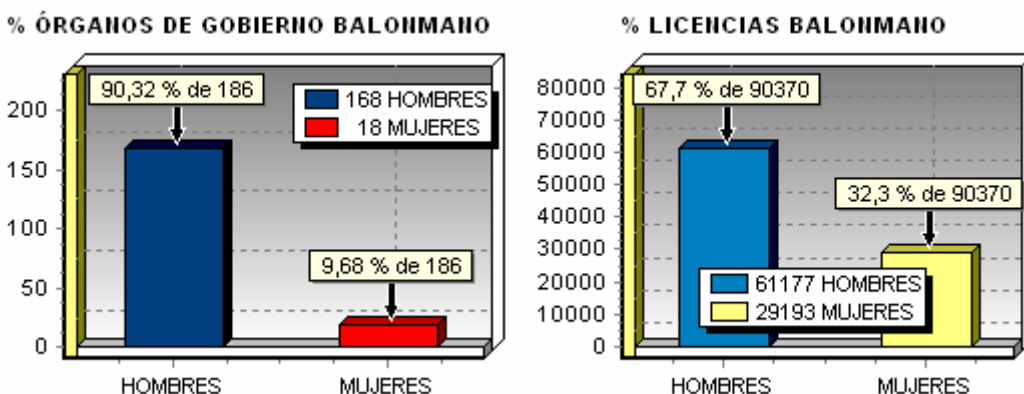 % ÓRGANOS DE GOBIERNO BALONMANO
90,32 % de 186
168 HOMBRES
18 MUJERES
9,68 % de 186
200
150
100
50
0
HOMBRES MUJERES
% LICENCIAS BALONMANO
67,7 % de 90370
32,3 % de 90370
61177 HOMBRES
29193 MUJERES
80000
70000
60000
50000
40000
30000
20000
10000
0
HOMBRES MUJERES